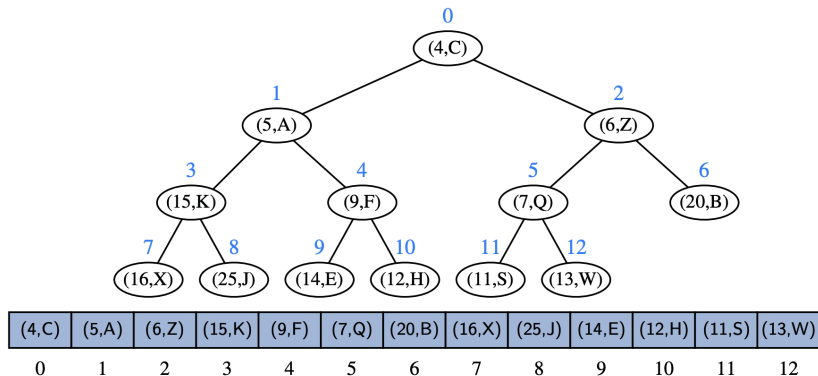 0
(4,C)
1 2
(5,A) (6,Z)
3 4 5 6
(15,K) (9,F) (7,Q) (20,B)
7 8 9 10 11 12
(16,X) (25,J) (14,E) (12,H) (11,S) (13,W)
(4,C) (5,A) (6,Z) (15,K) (9,F) (7,Q) (20,B) (16,X) (25,J) (14,E) (12,H) (11,S) (13,W)
0 1 2 3 4 5 6 7 8 9 10 11 12